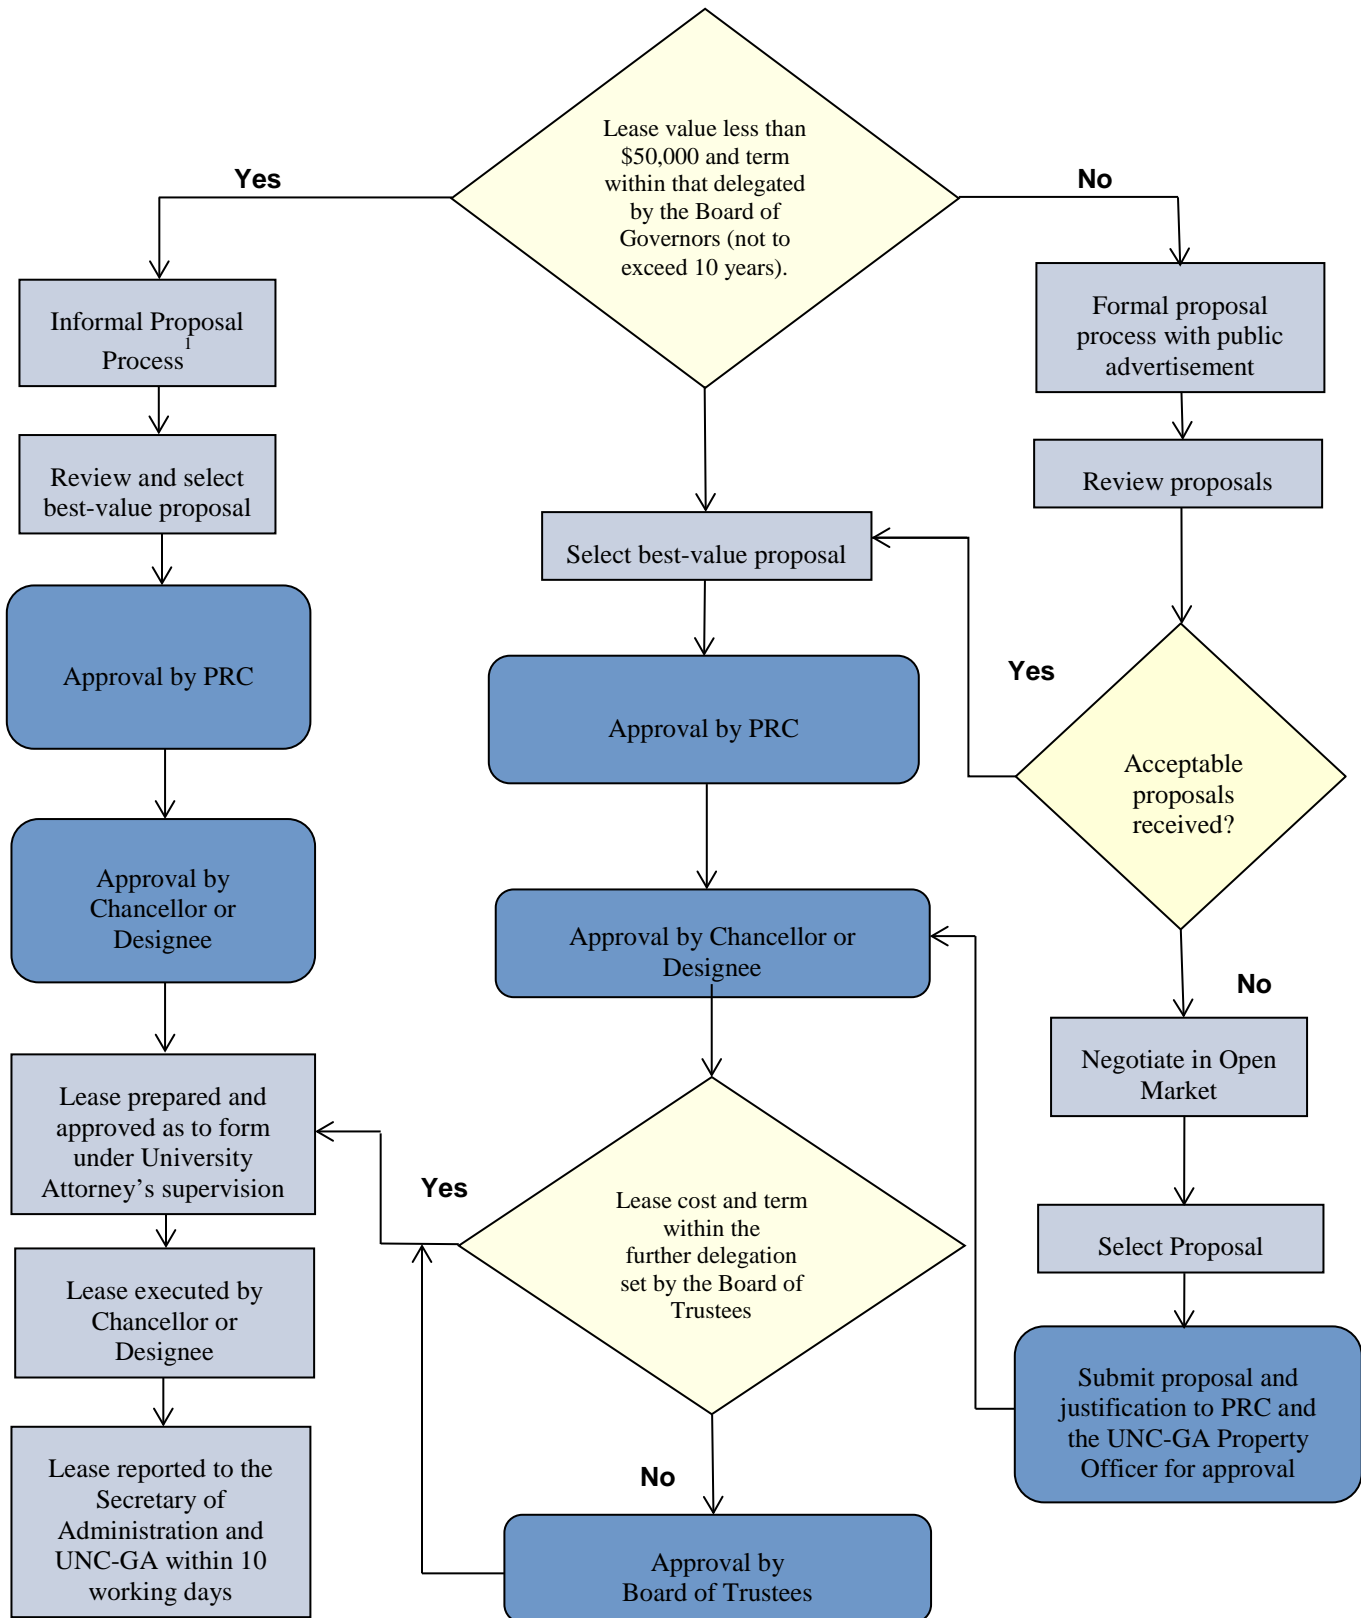 Lease value less than
$50,000 and term
within that delegated
by the Board of
Governors (not to
exceed 10 years).
Yes
No
Informal Proposal
Process1
Review and select
best-value proposal
Approval by PRC
Approval by
Chancellor or
Designee
Lease prepared and
approved as to form
under University
Attorney’s supervision
Lease executed by
Chancellor or
Designee
Lease reported to the
Secretary of
Administration and
UNC-GA within 10
working days
Select best-value proposal
Approval by PRC
Approval by Chancellor or
Designee
Yes
Lease cost and term
within the
further delegation
set by the Board of
Trustees
No
Approval by
Board of Trustees
Formal proposal
process with public
advertisement
Review proposals
Yes
Acceptable
proposals
received?
No
Negotiate in Open
Market
Select Proposal
Submit proposal and
justification to PRC and
the UNC-GA Property
Officer for approval